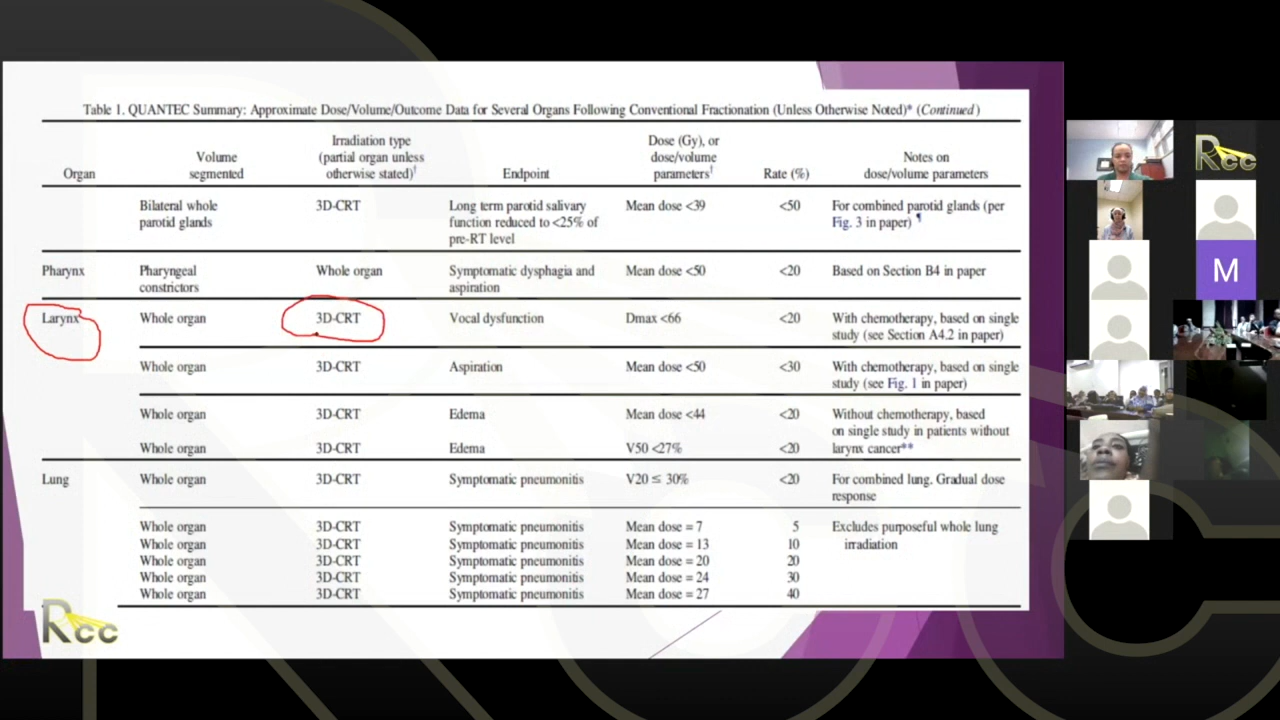 Table 1. QUANTEC Summary: Approximate Dose/Volume/Outcome Data for Several Organs Following Conventional Fractionation (Unless Otherwise Noted)* (Continued)
Organ Volume segmented Irradiation type (partial organ unless otherwise stated)† Endpoint Dose (Gy), or dose/volume parameters† Rate (%) Notes on dose/volume parameters
Bilateral whole 3D-CRT Long term parotid salivary Mean dose <39 <50 For combined parotid glands (per
parotid glands function reduced to <25% of Fig. 3 in paper) ¶
pre-RT level
Pharynx Pharyngeal Whole organ Symptomatic dysphagia and Mean dose <50 <20 Based on Section B4 in paper
constrictors aspiration
Larynx Whole organ 3D-CRT Vocal dysfunction Dmax <66 <20 With chemotherapy, based on single
study (see Section A4.2 in paper)
Whole organ 3D-CRT Aspiration Mean dose <50 <30 With chemotherapy, based on single
study (see Fig. 1 in paper)
Whole organ 3D-CRT Edema Mean dose <44 <20 Without chemotherapy, based
on single study in patients without
Whole organ 3D-CRT Edema V50 <27% <20 larynx cancer**
Lung Whole organ 3D-CRT Symptomatic pneumonitis V20 ≤ 30% <20 For combined lung. Gradual dose
response
Whole organ 3D-CRT Symptomatic pneumonitis Mean dose = 7 5 Excludes purposeful whole lung
Whole organ 3D-CRT Symptomatic pneumonitis Mean dose = 13 10 irradiation
Whole organ 3D-CRT Symptomatic pneumonitis Mean dose = 20 20
Whole organ 3D-CRT Symptomatic pneumonitis Mean dose = 24 30
Whole organ 3D-CRT Symptomatic pneumonitis Mean dose = 27 40
Rcc
Rcc
M